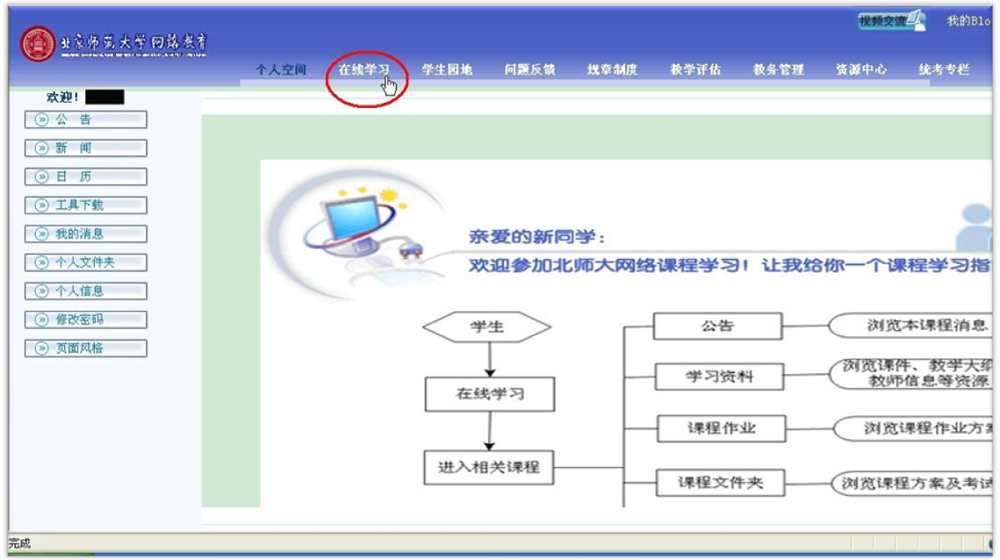 视频交流
我的Blo
北京师范大学网络教育
个人空间 在线学习 学生园地 问题反馈 规章制度 教学评估 教务管理 资源中心 统考专栏
欢迎!
公 告
新 闻
日 历
工具下载
我的消息
个人文件夹
个人信息
修改密码
页面风格
亲爱的新同学:
欢迎参加北师大网络课程学习! 让我给你一个课程学习指
学生
在线学习
进入相关课程
公告
浏览本课程消息
学习资料
浏览课件、教学大纲
教师信息等资源
课程作业
浏览课程作业方案
课程文件夹
浏览课程方案及考试
完成